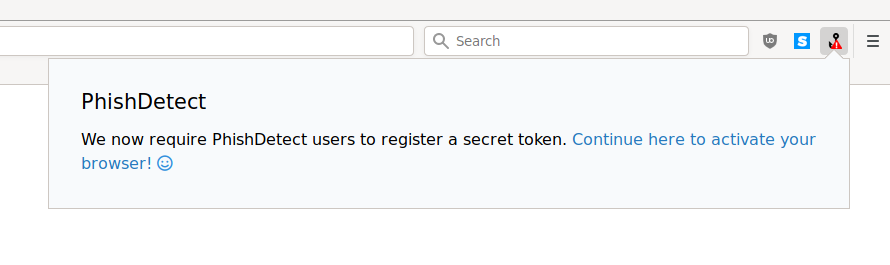 Search
PhishDetect
We now require PhishDetect users to register a secret token. Continue here to activate your
browser!